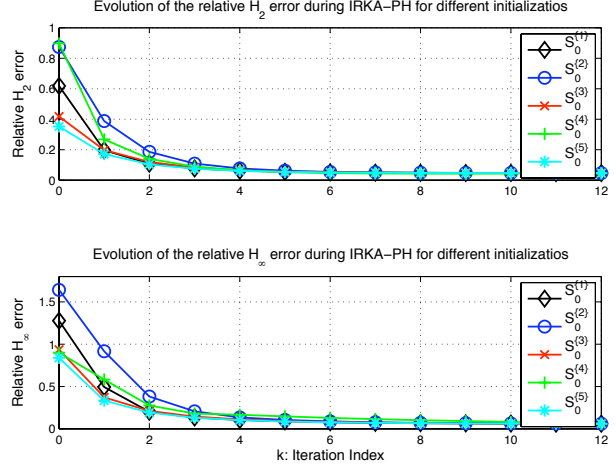 Evolution of the relative H2 error during IRKA−PH for different initializatios
Relative H2 error
1
0.8
0.6
0.4
0.2
0
0 2 4 6 8 10 12
S0{1}
S0{2}
S0{3}
S0{4}
S0{5}
Evolution of the relative H∞ error during IRKA−PH for different initializatios
Relative H∞ error
1.5
1
0.5
0
0 2 4 6 8 10 12
k: Iteration Index
S0{1}
S0{2}
S0{3}
S0{4}
S0{5}